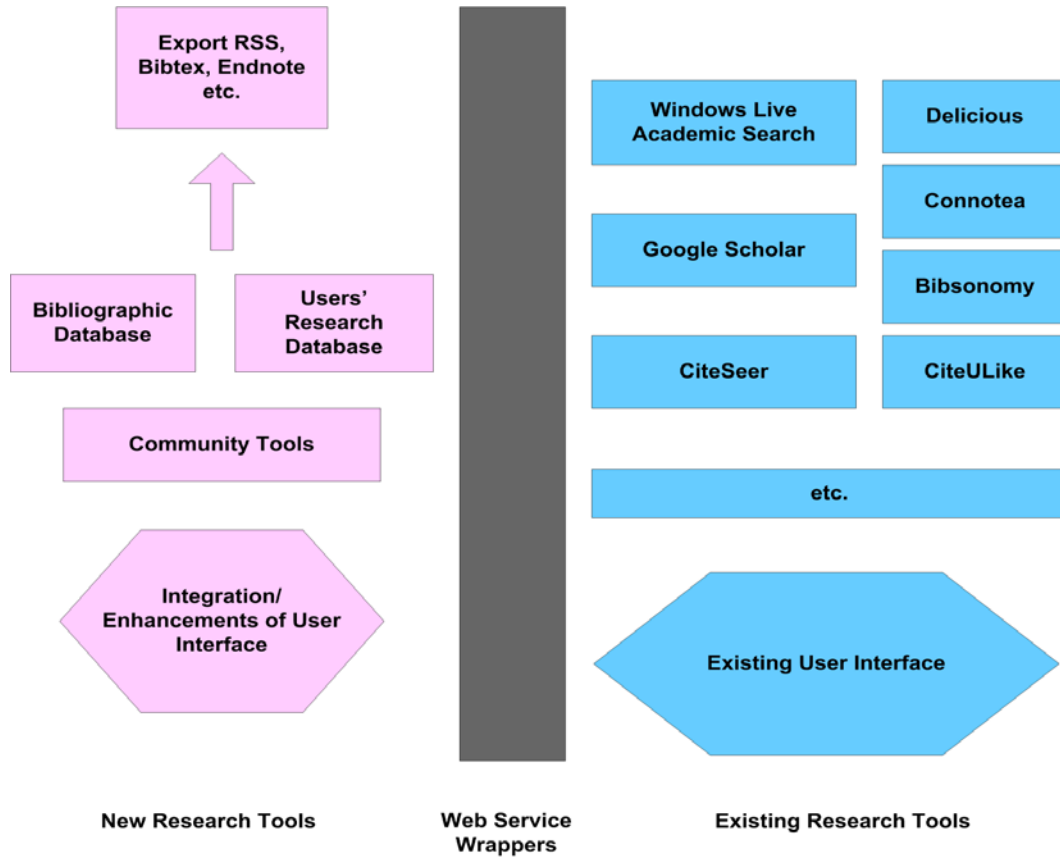 Export RSS,
Bibtex, Endnote
etc.
Bibliographic
Database
Users'
Research
Database
Community Tools
Integration/
Enhancements of User
Interface
New Research Tools
Web Service
Wrappers
Windows Live
Academic Search
Google Scholar
CiteSeer
Delicious
Connotea
Bibsonomy
CiteULike
etc.
Existing User Interface
Existing Research Tools